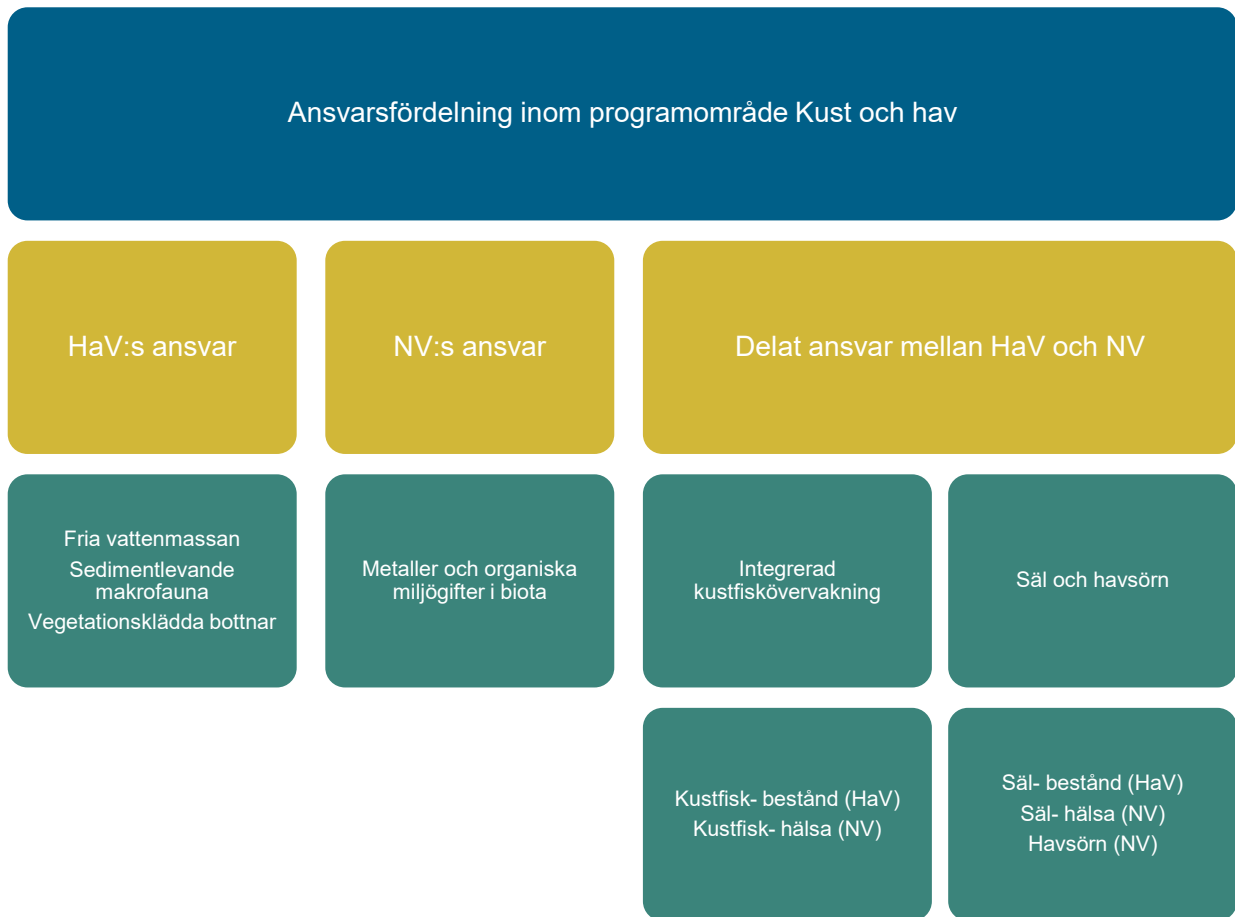 Ansvarsfördelning inom programområde Kust och hav
HaV:s ansvar
NV:s ansvar
Delat ansvar mellan HaV och NV
Fria vattenmassan
Sedimentlevande
makrofauna
Vegetationsklädda bottnar
Metaller och organiska
miljögifter i biota
Integrerad
kustfiskövervakning
Säl och havsörn
Kustfisk- bestånd (HaV)
Kustfisk- hälsa (NV)
Säl- bestånd (HaV)
Säl- hälsa (NV)
Havsörn (NV)